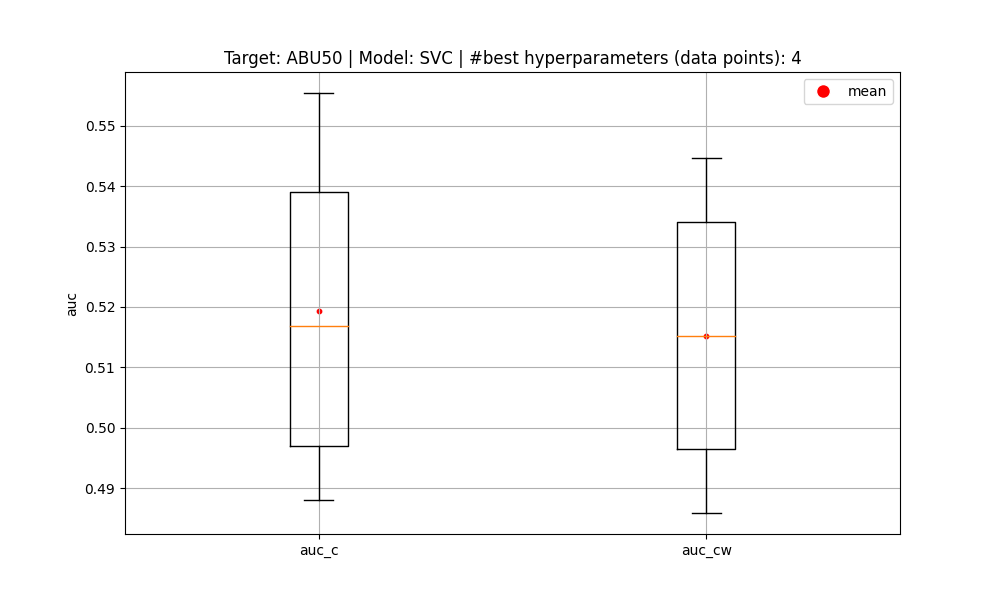 Target: ABU50 | Model: SVC | #best hyperparameters (data points): 4
mean
0.55
0.54
0.53
0.52
0.51
0.50
0.49
auc
auc_c
auc_cw